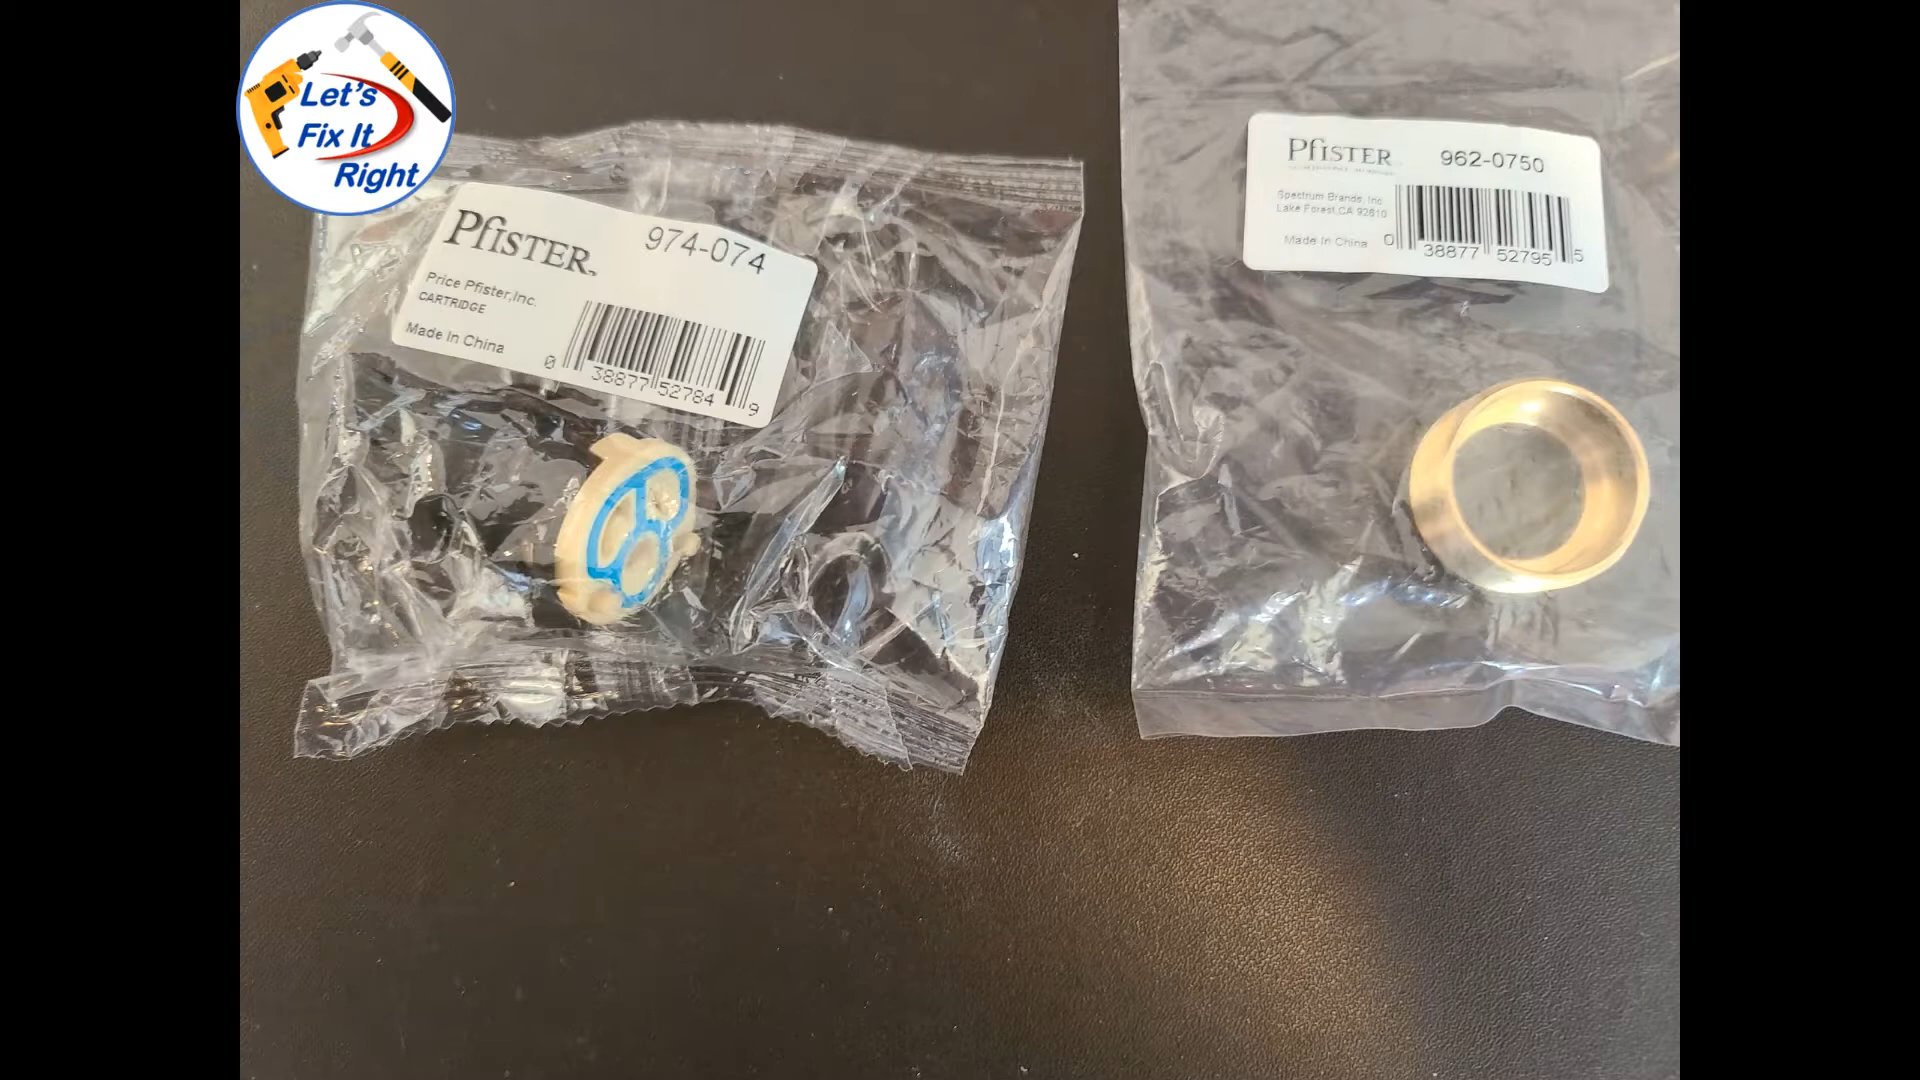 Let's
Fix It
Right
Pfister
974-074
Price Pfister,Inc.
CARTRIDGE
Made In China
0 38877 52784 9
Pfister
962-0750
Spectrum Brands, Inc
Lake Forest,CA 92610
Made In China
0 38877 52795 5